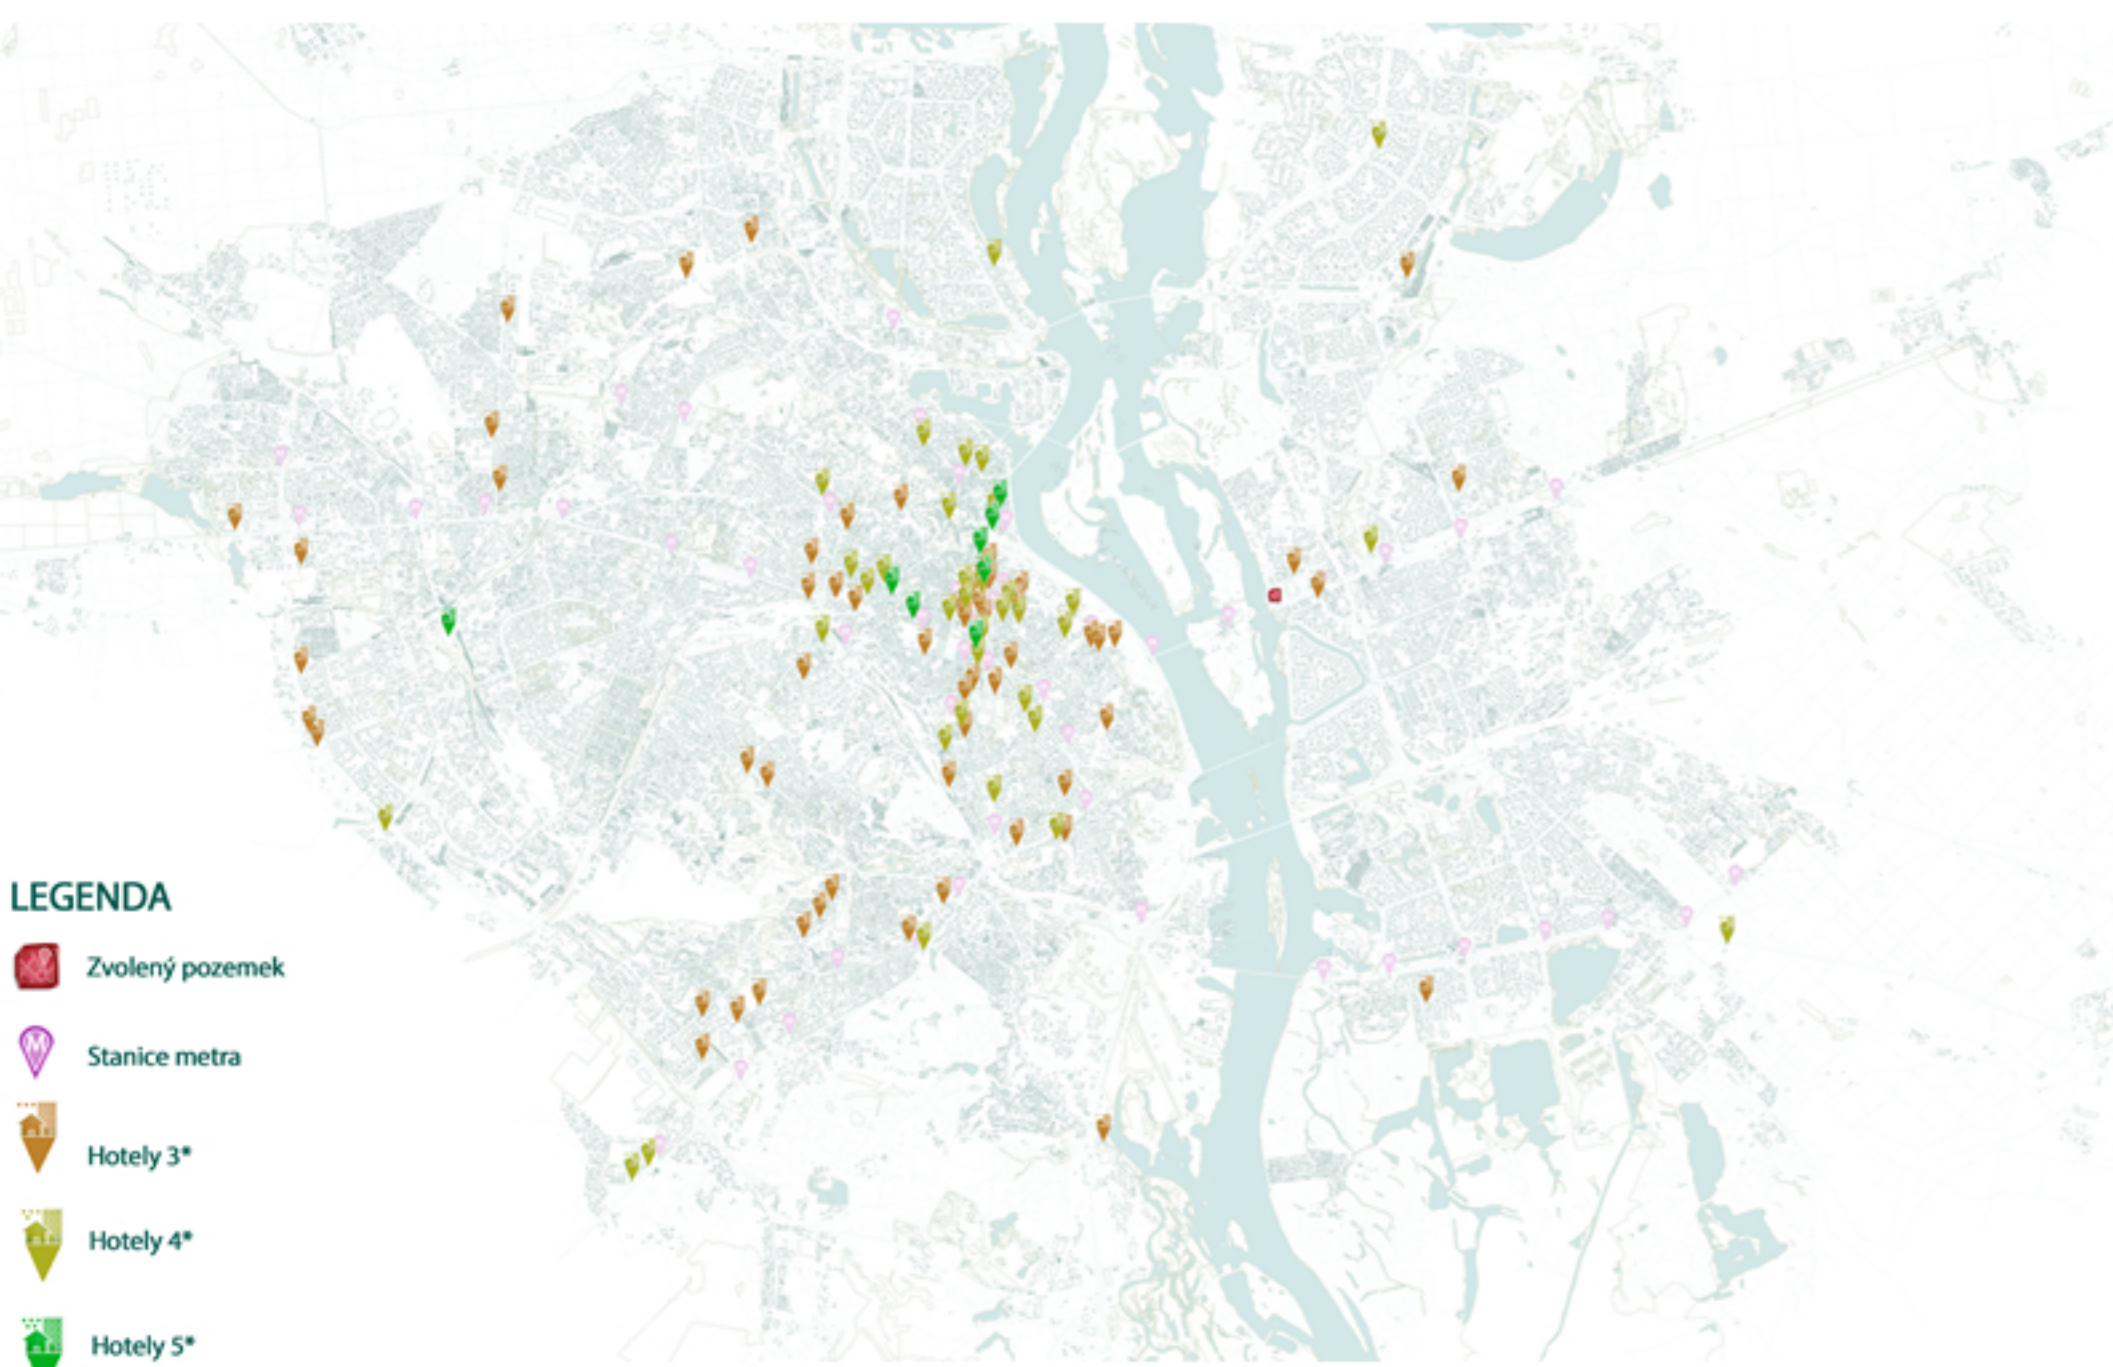 LEGENDA
Zvolený pozemek
M
Stanice metra
Hotely 3*
Hotely 4*
Hotely 5*